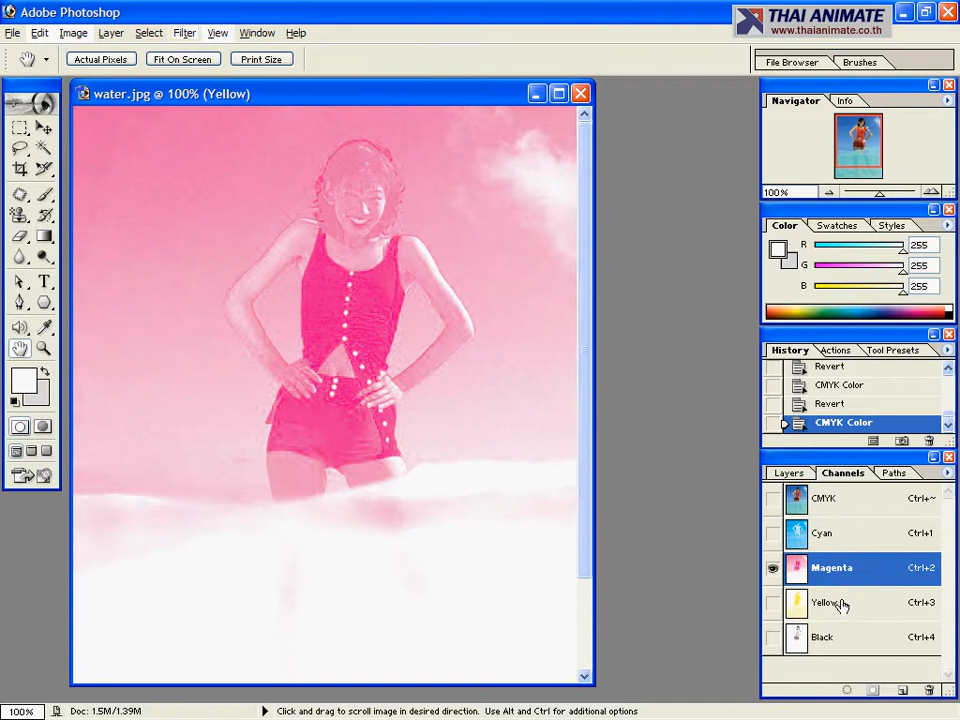 Adobe Photoshop
THAI ANIMATE
www.thaianimate.co.th
File Edit Image Layer Select Filter View Window Help
Actual Pixels Fit On Screen Print Size
File Browser Brushes
water.jpg @ 100% (Yellow)
Navigator Info
100%
Color Swatches Styles
R 255
G 255
B 255
History Actions Tool Presets
Revert
CMYK Color
Revert
CMYK Color
Layers Channels Paths
CMYK Ctrl+~
Cyan Ctrl+1
Magenta Ctrl+2
Yellow Ctrl+3
Black Ctrl+4
100% Doc: 1.5M/1.39M Click and drag to scroll image in desired direction. Use Alt and Ctrl for additional options